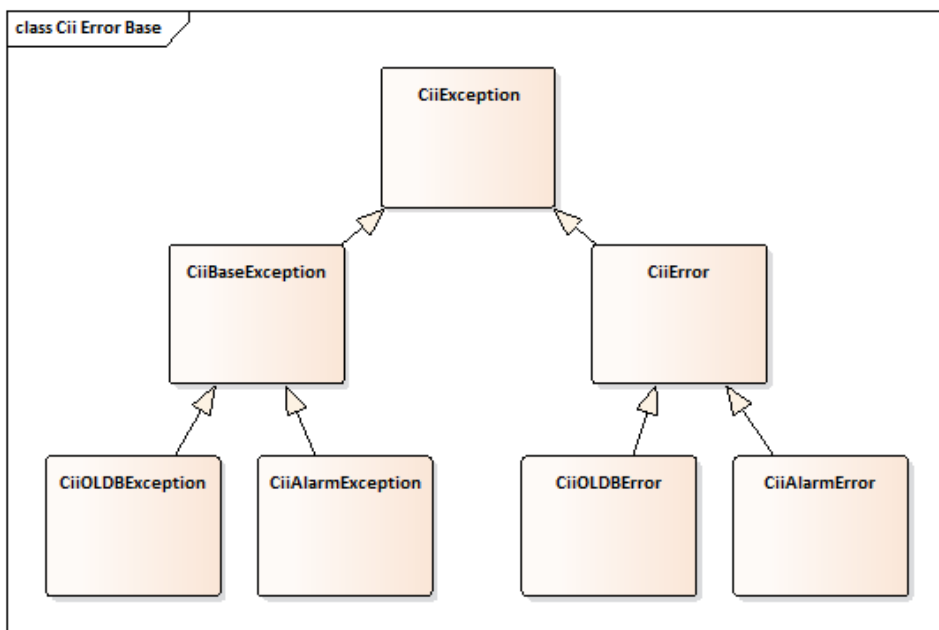 class Cii Error Base
CiiException
CiiBaseException
CiiError
CiiOLDBException
CiiAlarmException
CiiOLDBError
CiiAlarmError